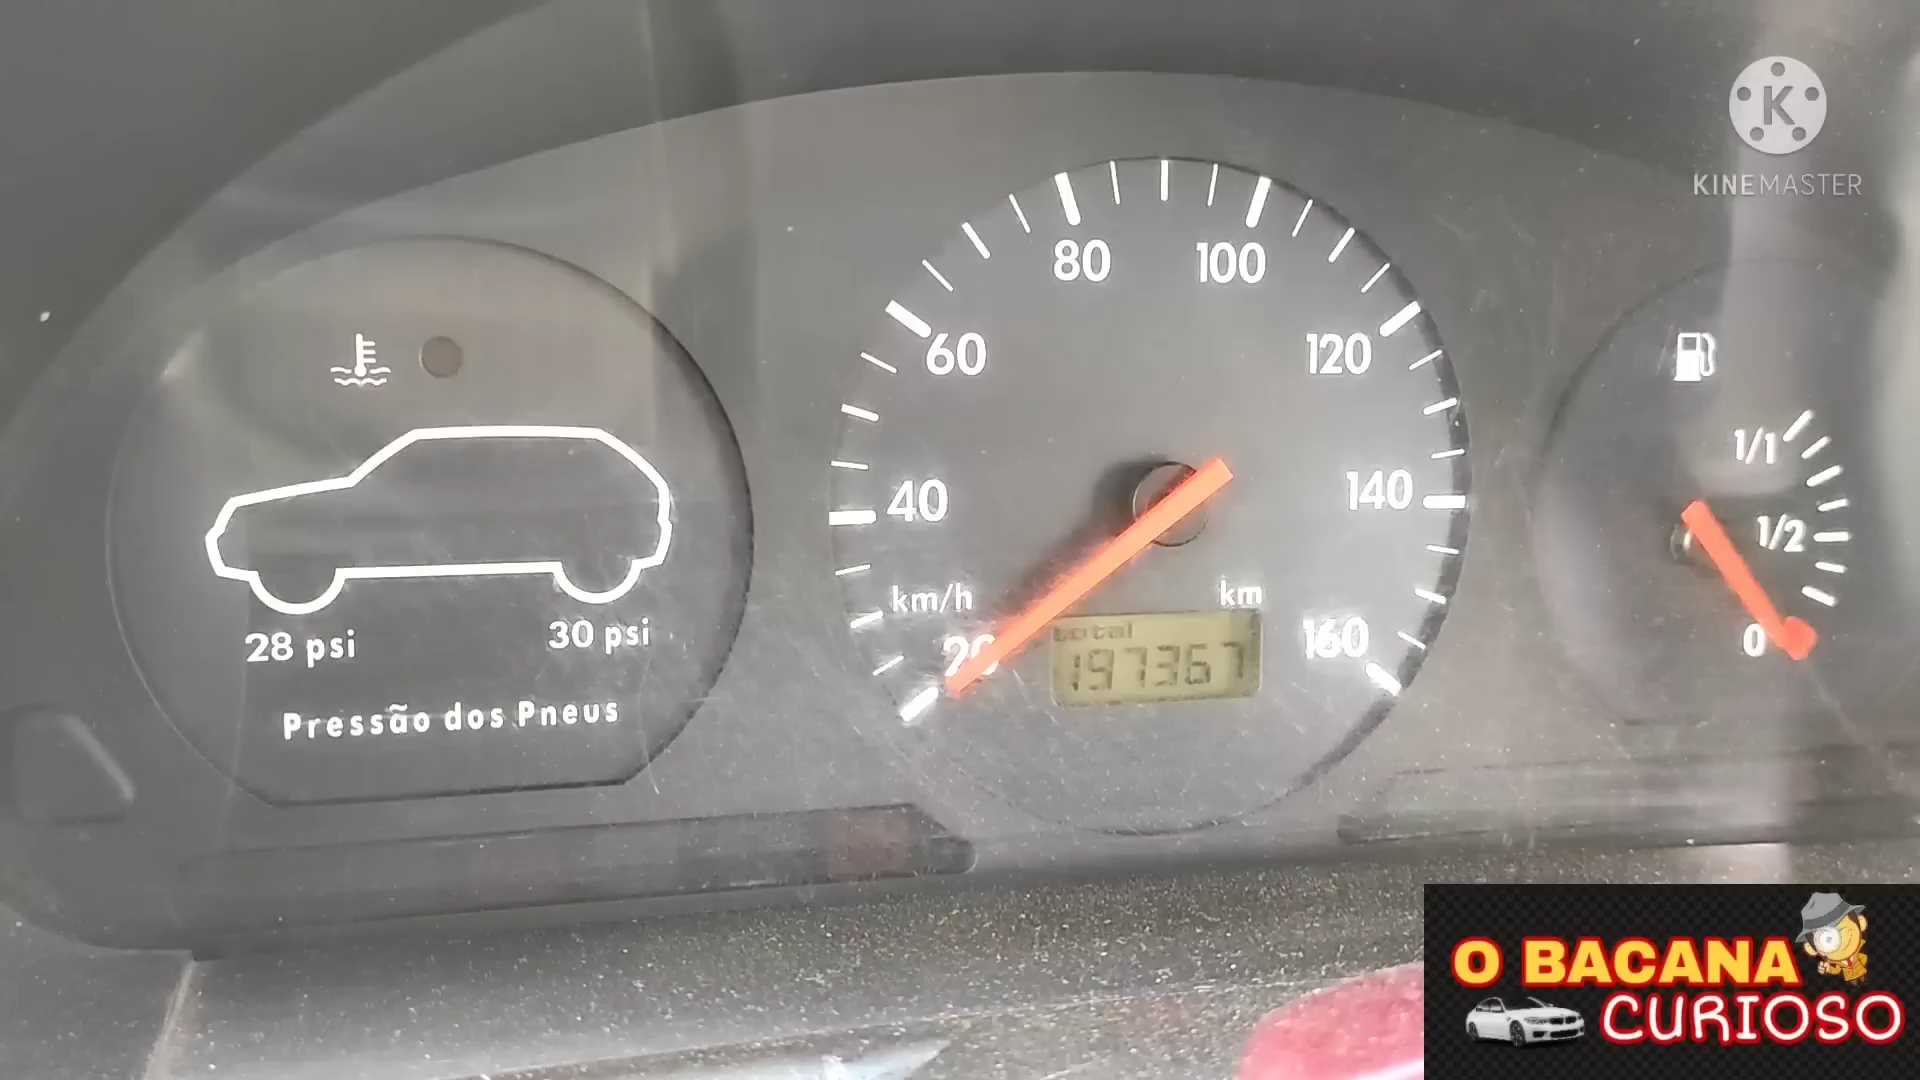 K
KINEMASTER
80
100
60
120
40
140
km/h
km
20
160
total
197367
1/1
1/2
0
28 psi
30 psi
Pressão dos Pneus
O BACANA
CURIOSO